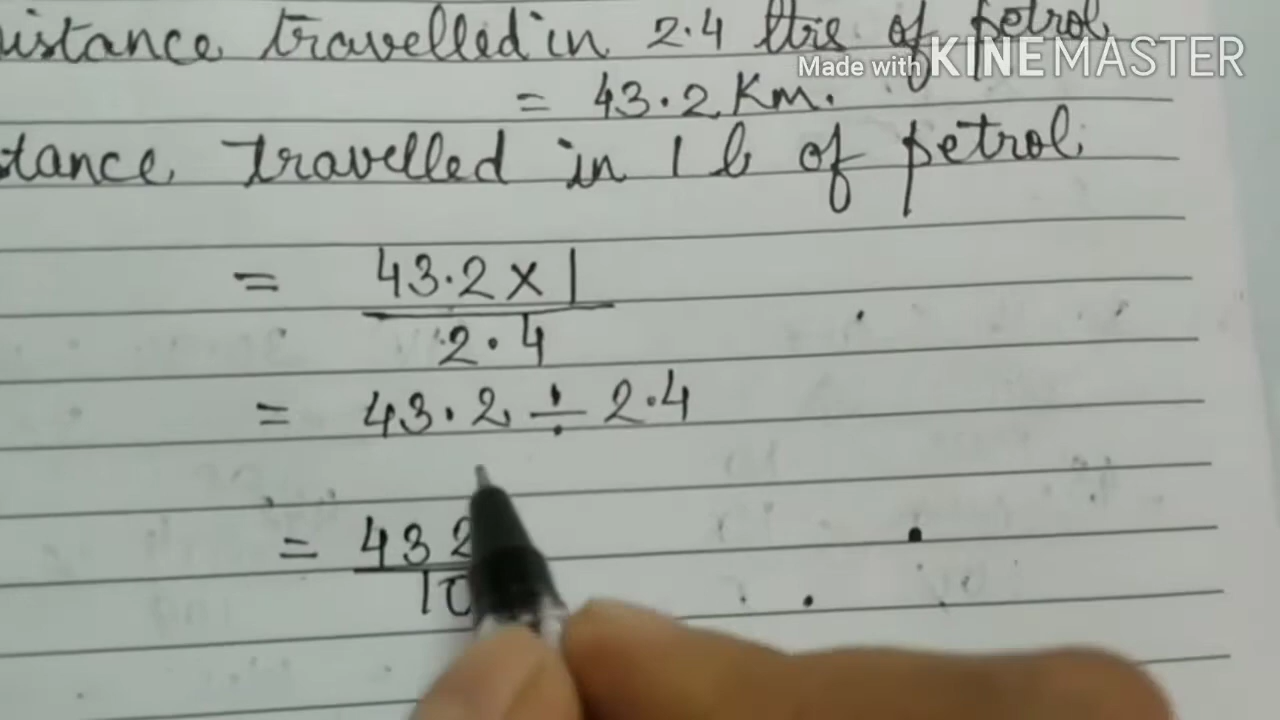 istance travelled in 2.4 ltrs of petrol
Made with KINEMASTER
= 43.2 Km.
tance travelled in 1 l of petrol
= 43.2 × 1
2.4
= 43.2 ÷ 2.4
= 432
10